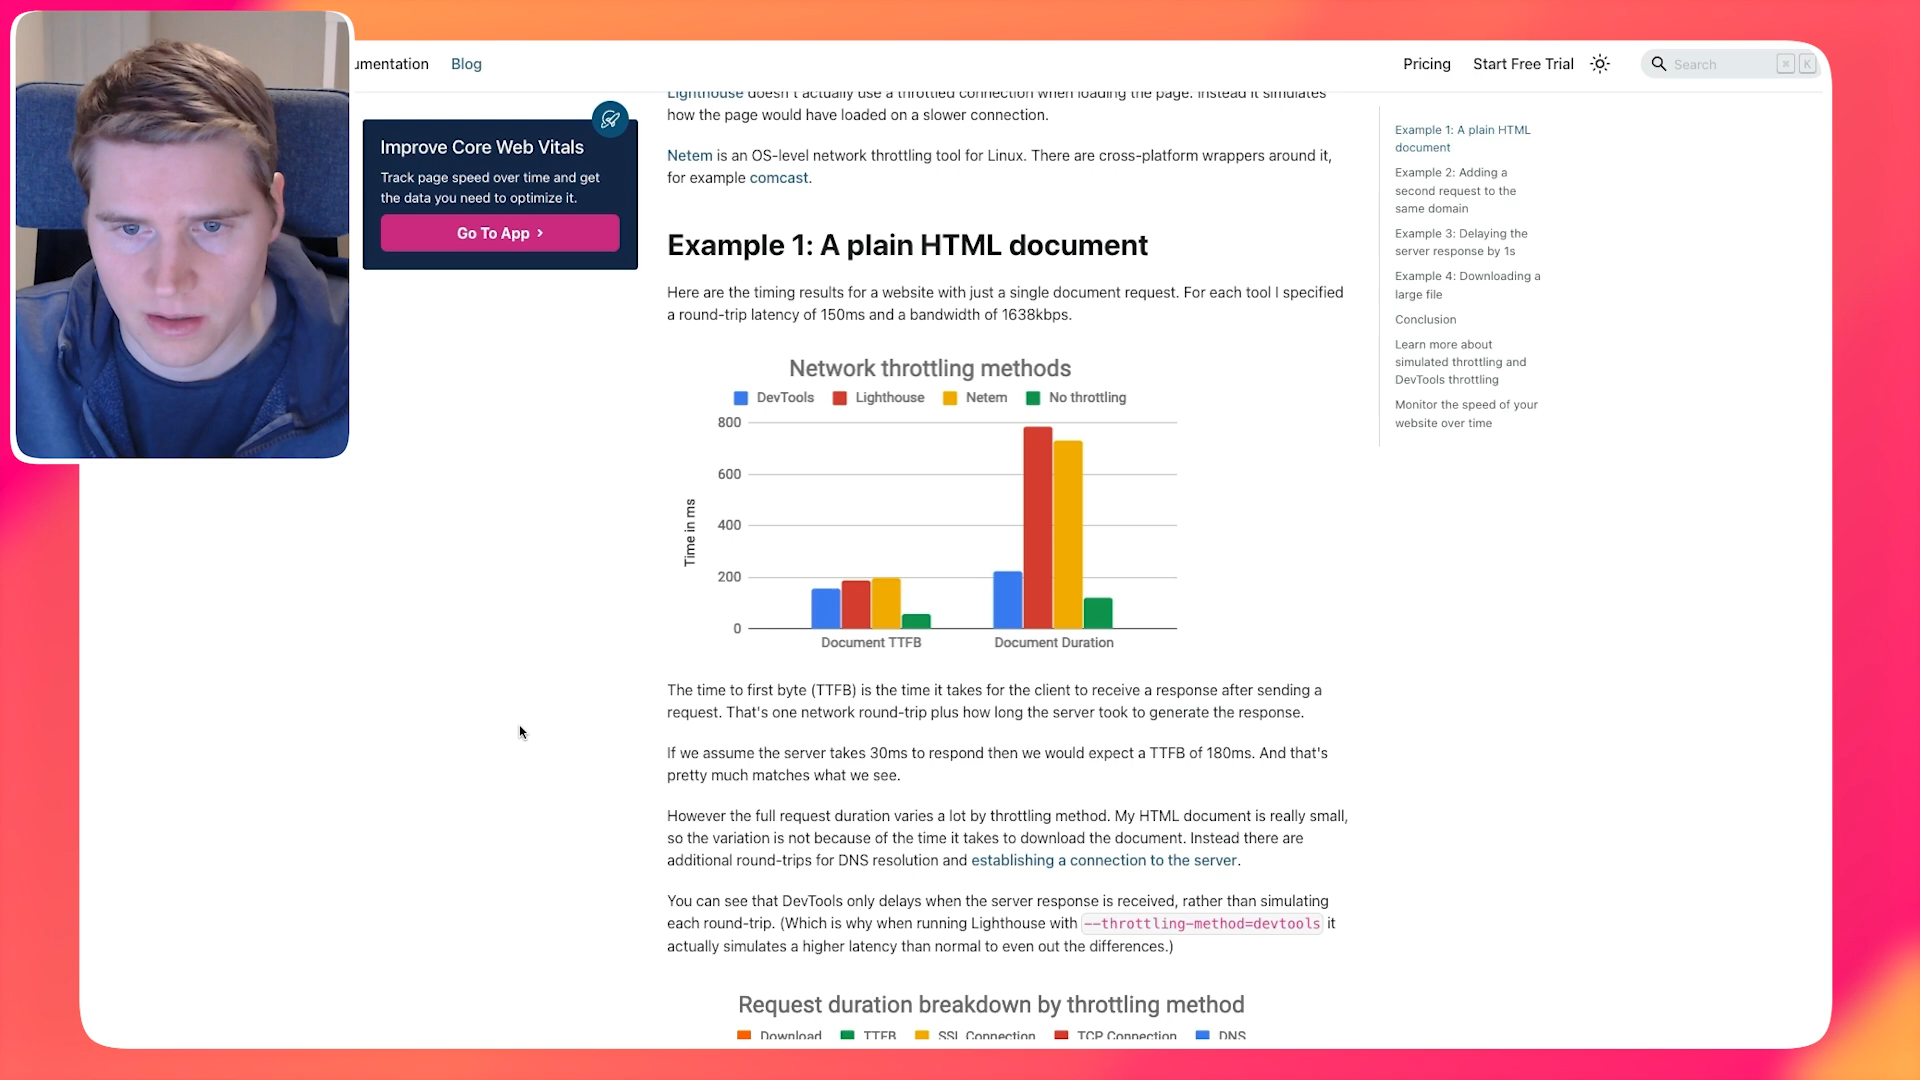 umentation
Blog
Pricing
Start Free Trial
Search
⌘ K
Improve Core Web Vitals
Track page speed over time and get
the data you need to optimize it.
Go To App ›
Lighthouse doesn't actually use a throttled connection when loading the page. Instead it simulates
how the page would have loaded on a slower connection.
Netem is an OS-level network throttling tool for Linux. There are cross-platform wrappers around it,
for example comcast.
Example 1: A plain HTML document
Here are the timing results for a website with just a single document request. For each tool I specified
a round-trip latency of 150ms and a bandwidth of 1638kbps.
Network throttling methods
DevTools
Lighthouse
Netem
No throttling
800
600
400
200
0
Time in ms
Document TTFB
Document Duration
The time to first byte (TTFB) is the time it takes for the client to receive a response after sending a
request. That's one network round-trip plus how long the server took to generate the response.
If we assume the server takes 30ms to respond then we would expect a TTFB of 180ms. And that's
pretty much matches what we see.
However the full request duration varies a lot by throttling method. My HTML document is really small,
so the variation is not because of the time it takes to download the document. Instead there are
additional round-trips for DNS resolution and establishing a connection to the server.
You can see that DevTools only delays when the server response is received, rather than simulating
each round-trip. (Which is why when running Lighthouse with --throttling-method=devtools it
actually simulates a higher latency than normal to even out the differences.)
Request duration breakdown by throttling method
Download
TTFB
SSL Connection
TCP Connection
DNS
Example 1: A plain HTML
document
Example 2: Adding a
second request to the
same domain
Example 3: Delaying the
server response by 1s
Example 4: Downloading a
large file
Conclusion
Learn more about
simulated throttling and
DevTools throttling
Monitor the speed of your
website over time